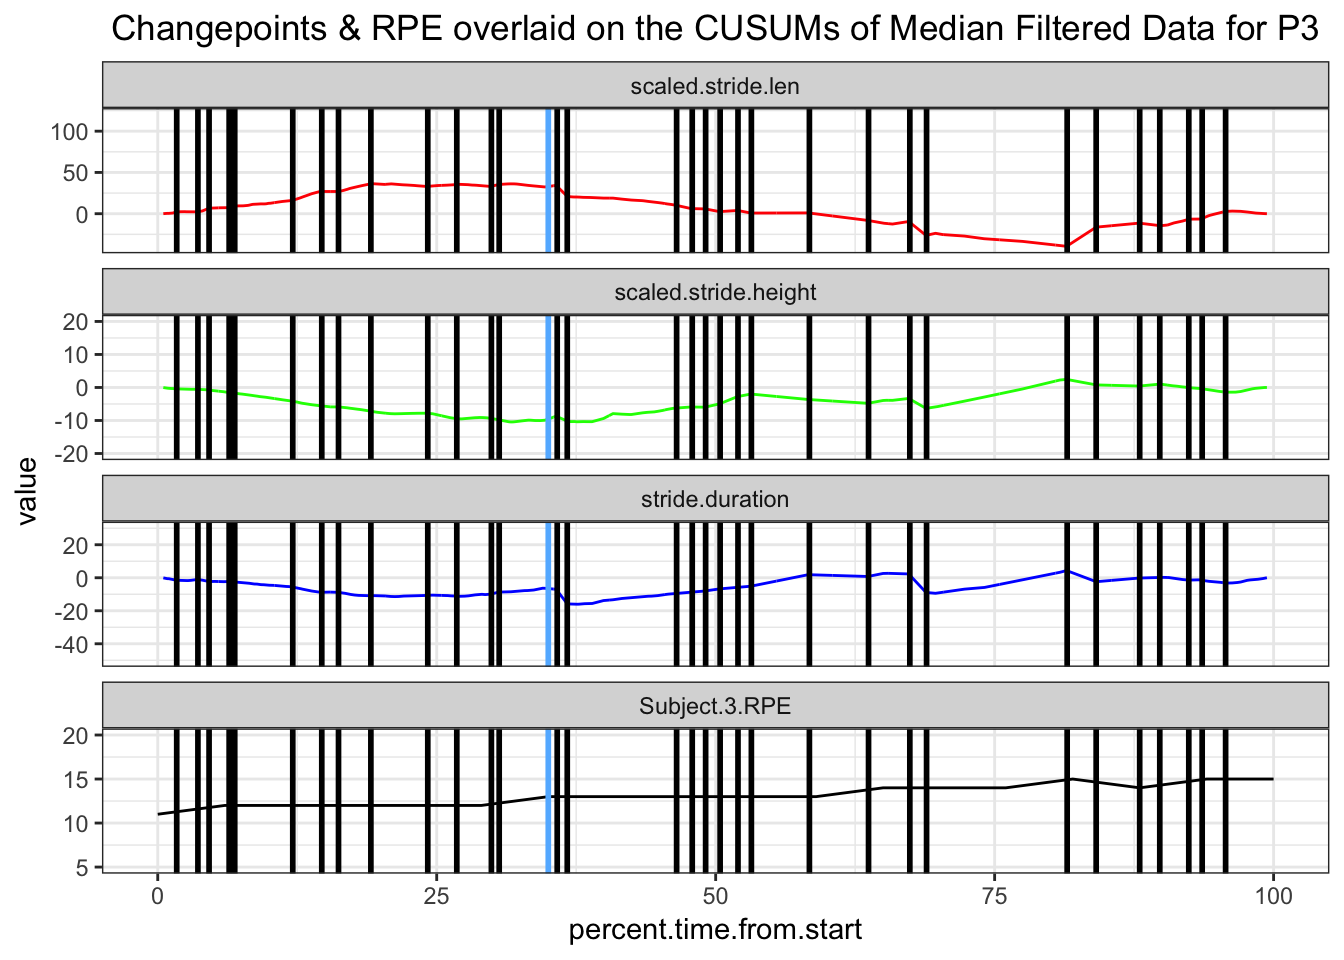 Changepoints & RPE overlaid on the CUSUMs of Median Filtered Data for P3
scaled.stride.len
100
50
0
scaled.stride.height
20
10
0
-10
-20
stride.duration
20
0
-20
-40
Subject.3.RPE
20
15
10
5
value
0 25 50 75 100
percent.time.from.start